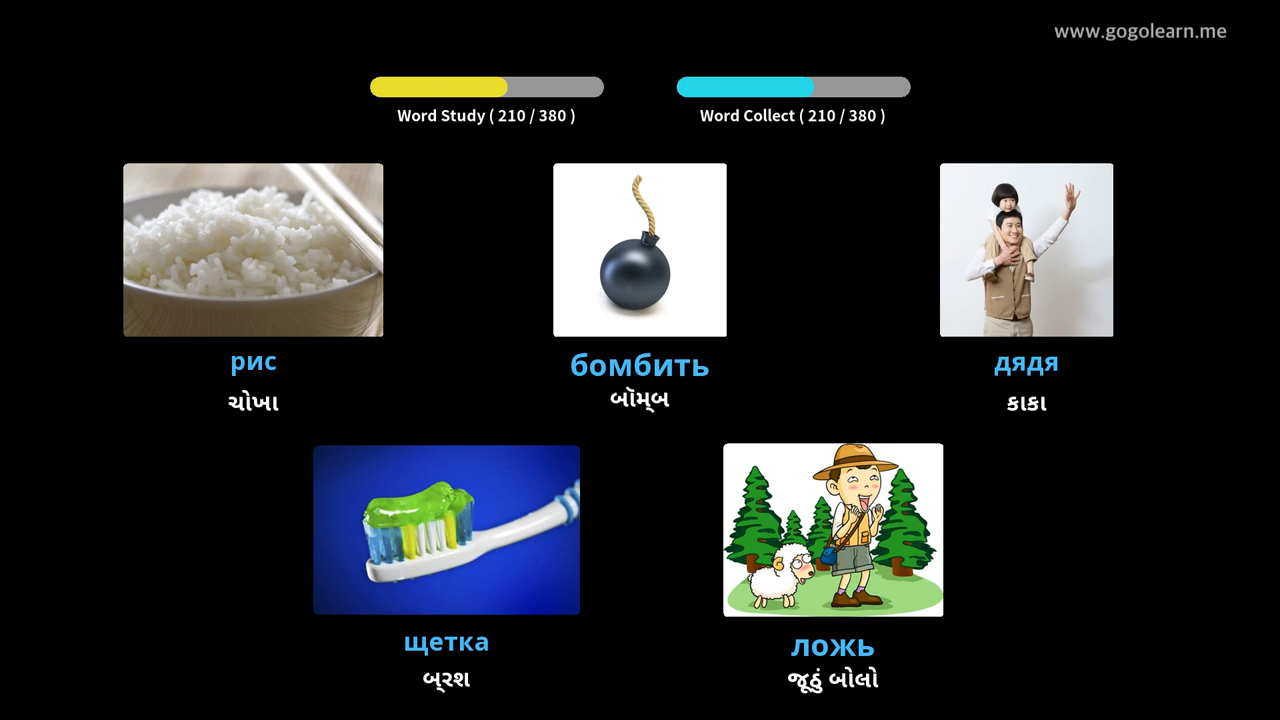 www.gogolearn.me
Word Study ( 210 / 380 )
Word Collect ( 210 / 380 )
рис
бомбить
дядя
ચોખા
બૉમ્બ
કાકા
щетка
ложь
બ્રશ
જૂઠું બોલો